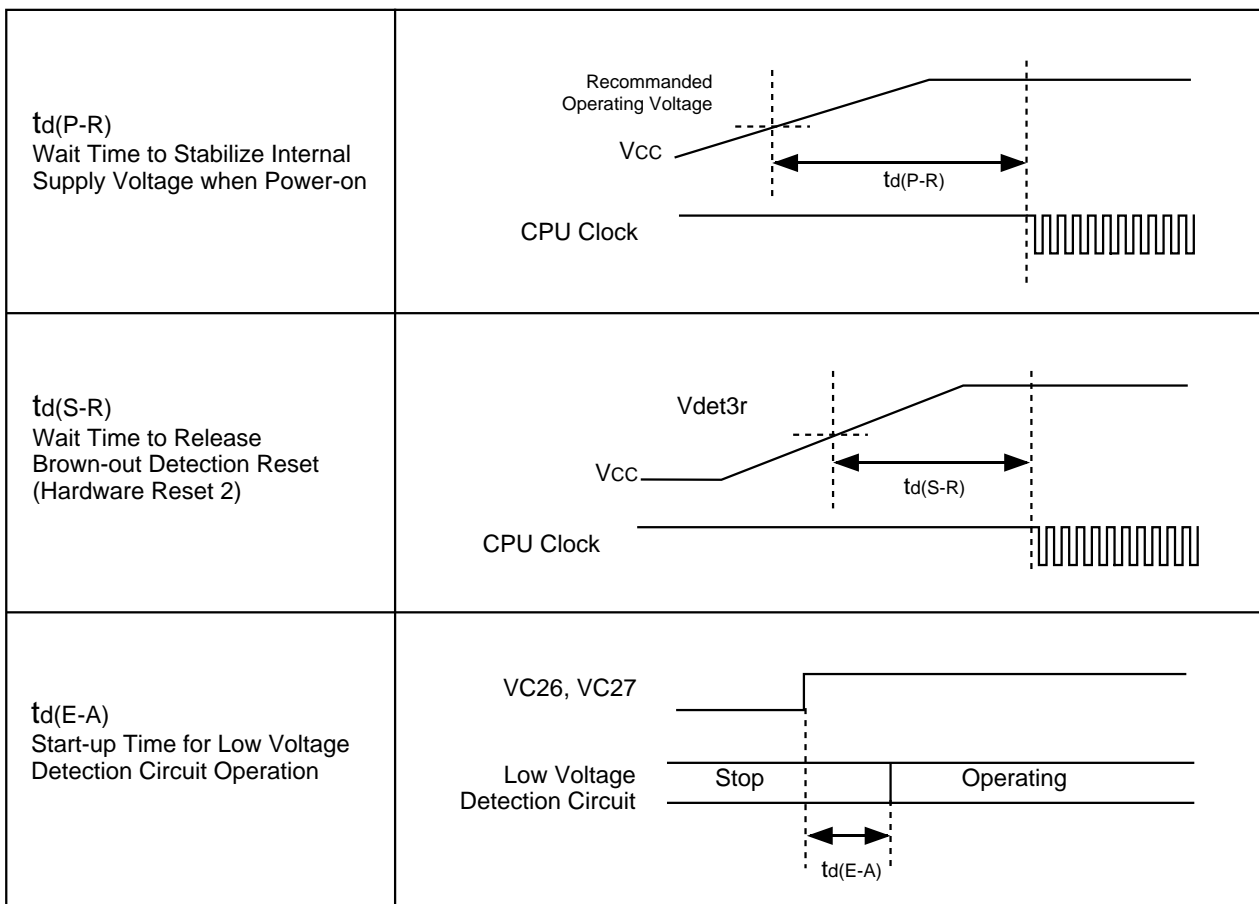 td(P-R)
Wait Time to Stabilize Internal
Supply Voltage when Power-on
Recommanded
Operating Voltage
VCC
td(P-R)
CPU Clock
td(S-R)
Wait Time to Release
Brown-out Detection Reset
(Hardware Reset 2)
Vdet3r
VCC
td(S-R)
CPU Clock
td(E-A)
Start-up Time for Low Voltage
Detection Circuit Operation
VC26, VC27
Low Voltage
Detection Circuit
Stop
Operating
td(E-A)